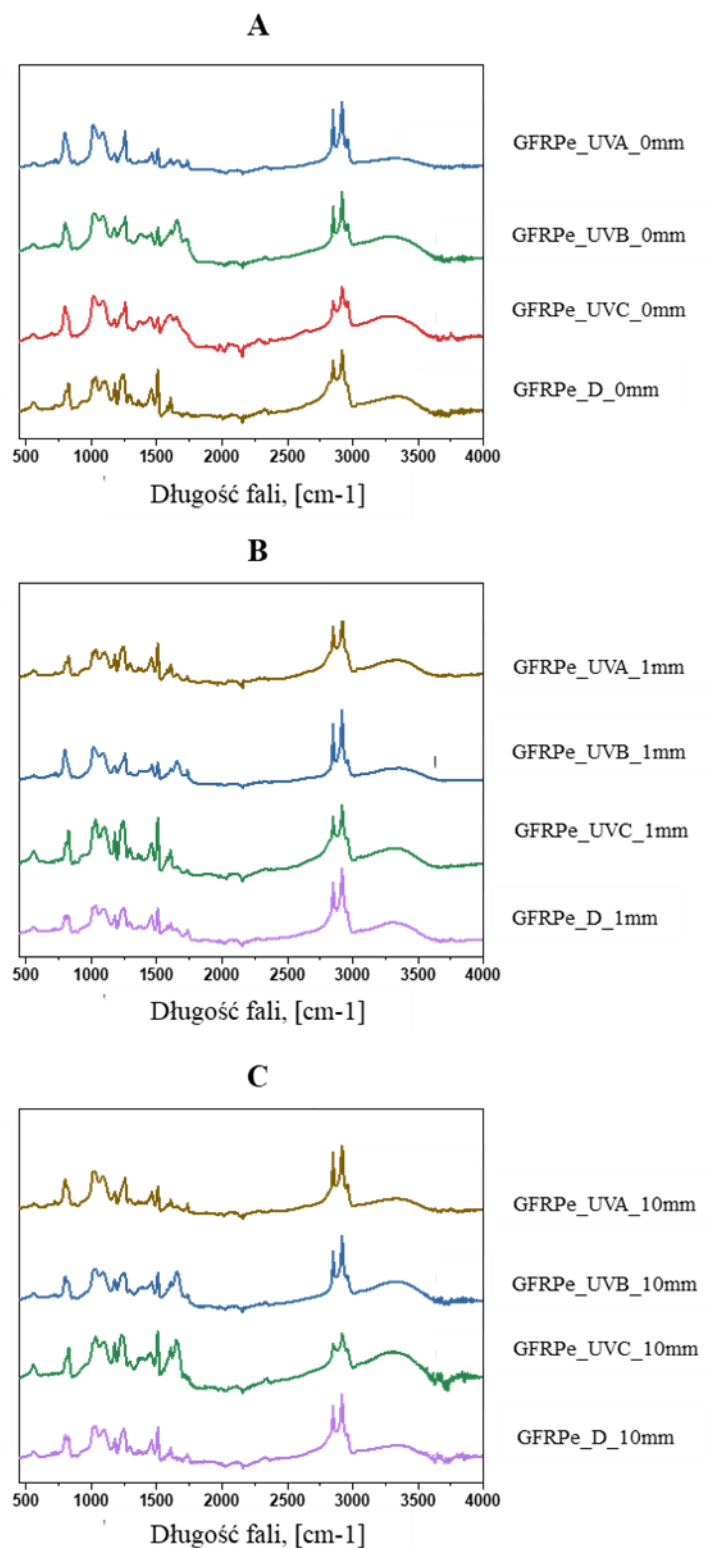 A
GFRPe_UVA_0mm
GFRPe_UVB_0mm
GFRPe_UVC_0mm
GFRPe_D_0mm
500 1000 1500 2000 2500 3000 3500 4000
Długość fali, [cm-1]
B
GFRPe_UVA_1mm
GFRPe_UVB_1mm
GFRPe_UVC_1mm
GFRPe_D_1mm
500 1000 1500 2000 2500 3000 3500 4000
Długość fali, [cm-1]
C
GFRPe_UVA_10mm
GFRPe_UVB_10mm
GFRPe_UVC_10mm
GFRPe_D_10mm
500 1000 1500 2000 2500 3000 3500 4000
Długość fali, [cm-1]